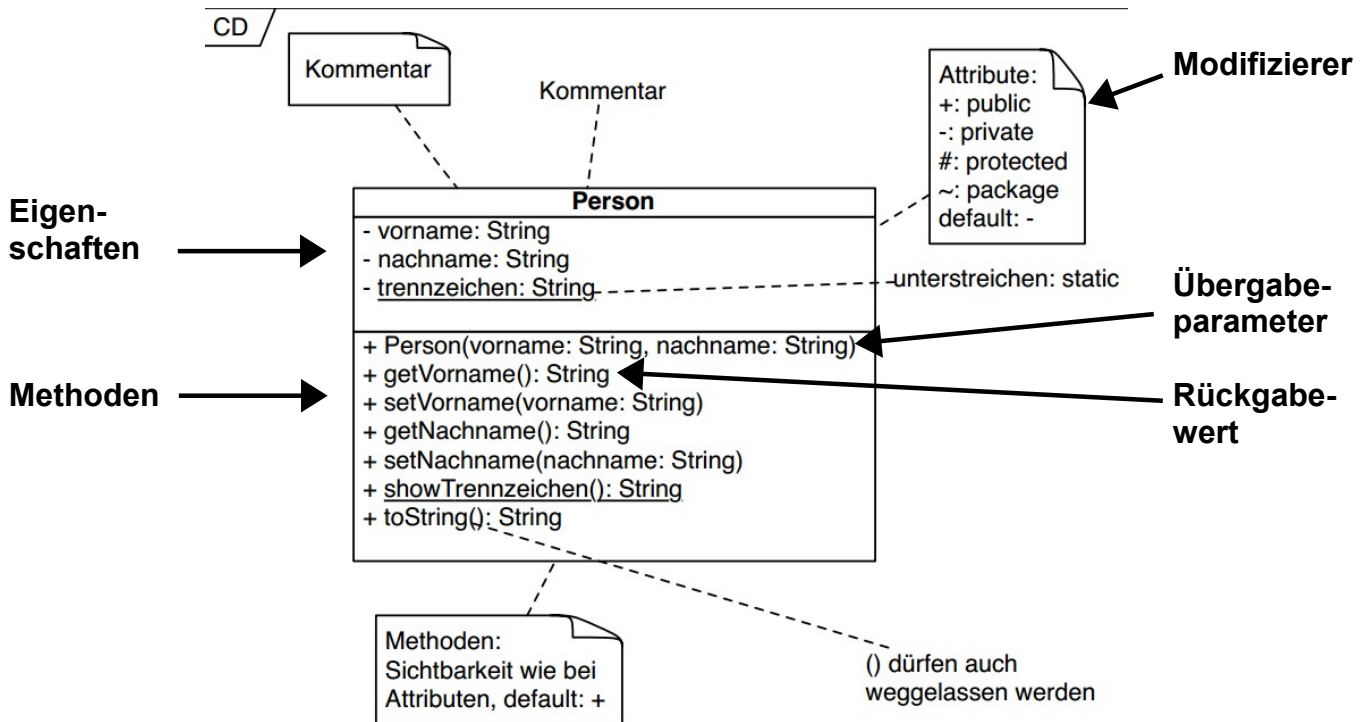 CD
Kommentar
Kommentar
Attribute:
+: public
-: private
#: protected
~: package
default: -
Modifizierer
Eigen-
schaften
Person
- vorname: String
- nachname: String
- trennzeichen: String
unterstreichen: static
Übergabe-
parameter
Methoden
+ Person(vorname: String, nachname: String)
+ getVorname(): String
+ setVorname(vorname: String)
+ getNachname(): String
+ setNachname(nachname: String)
+ showTrennzeichen(): String
+ toString(): String
Rückgabe-
wert
Methoden:
Sichtbarkeit wie bei
Attributen, default: +
() dürfen auch
weggelassen werden